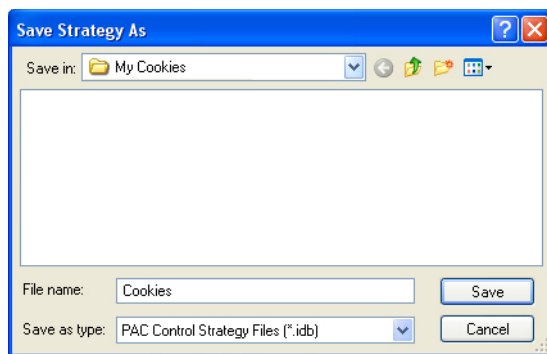 Save Strategy As
Save in: My Cookies
File name: Cookies Save
Save as type: PAC Control Strategy Files (*.idb) Cancel